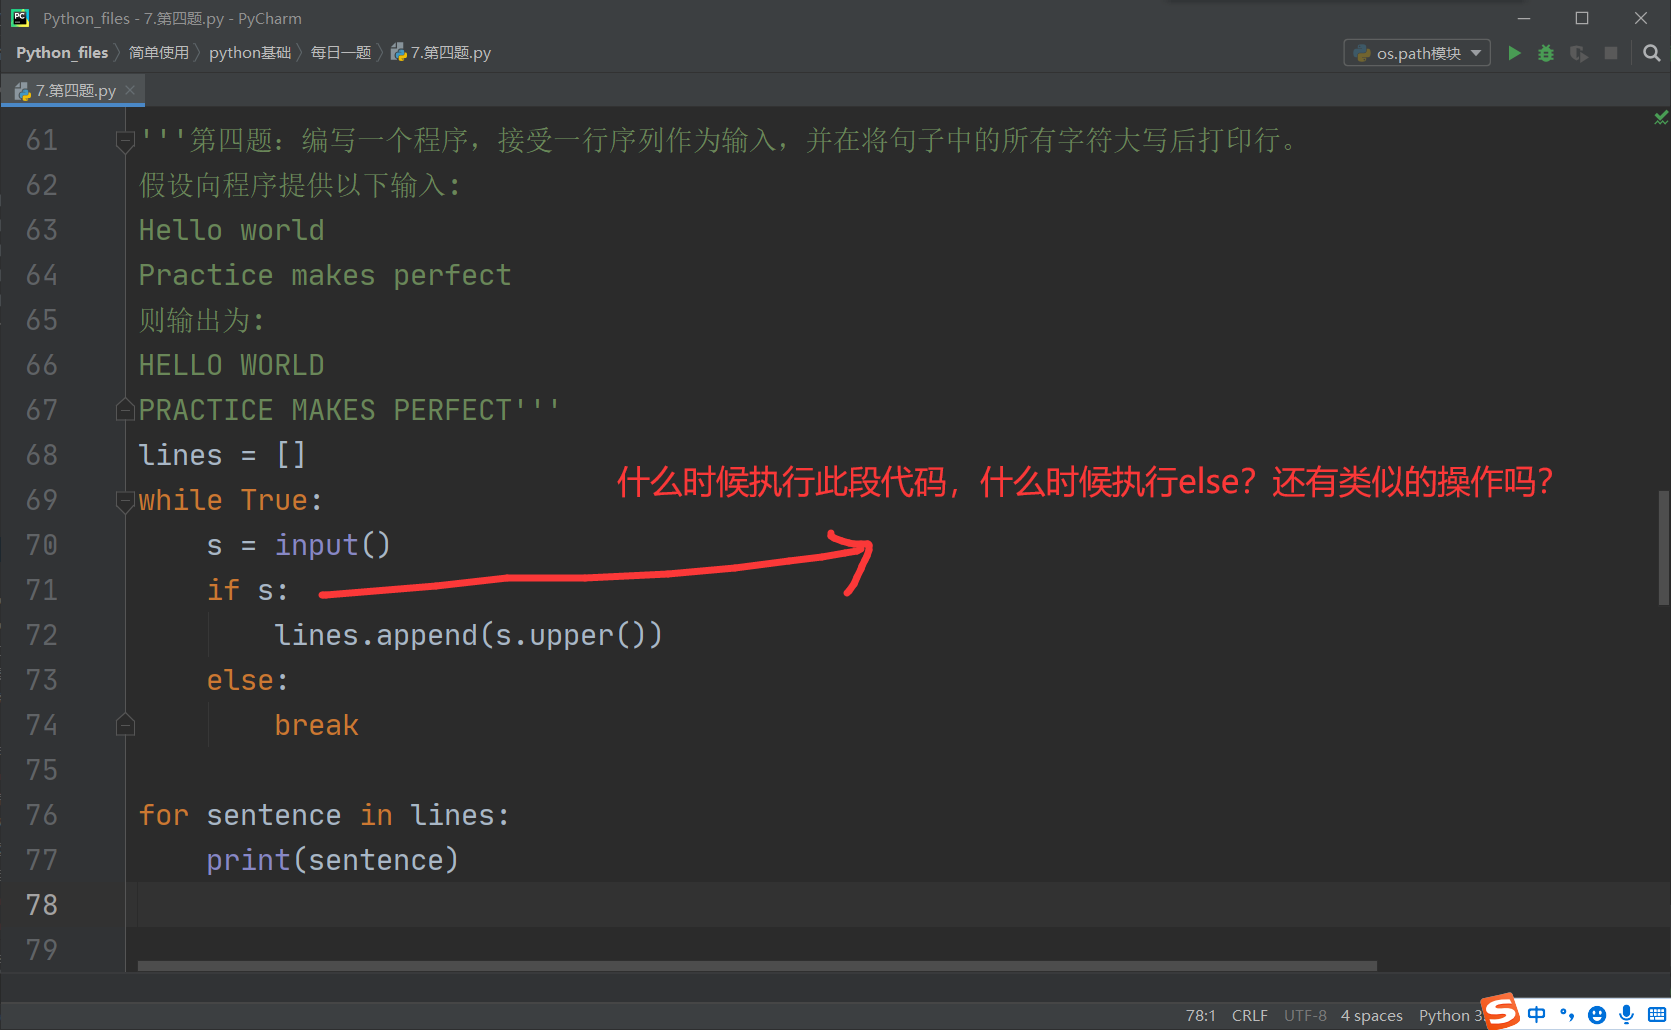 Python_files - 7.第四题.py - PyCharm
Python_files 简单使用 python基础 每日一题 7.第四题.py
os.path模块
7.第四题.py
61 '''第四题：编写一个程序，接受一行序列作为输入，并在将句子中的所有字符大写后打印行。
62 假设向程序提供以下输入：
63 Hello world
64 Practice makes perfect
65 则输出为：
66 HELLO WORLD
67 PRACTICE MAKES PERFECT'''
68 lines = []
什么时候执行此段代码，什么时候执行else？还有类似的操作吗？
69 while True:
70 s = input()
71 if s:
72 lines.append(s.upper())
73 else:
74 break
75
76 for sentence in lines:
77 print(sentence)
78
79
78:1 CRLF UTF-8 4 spaces Python 3
中